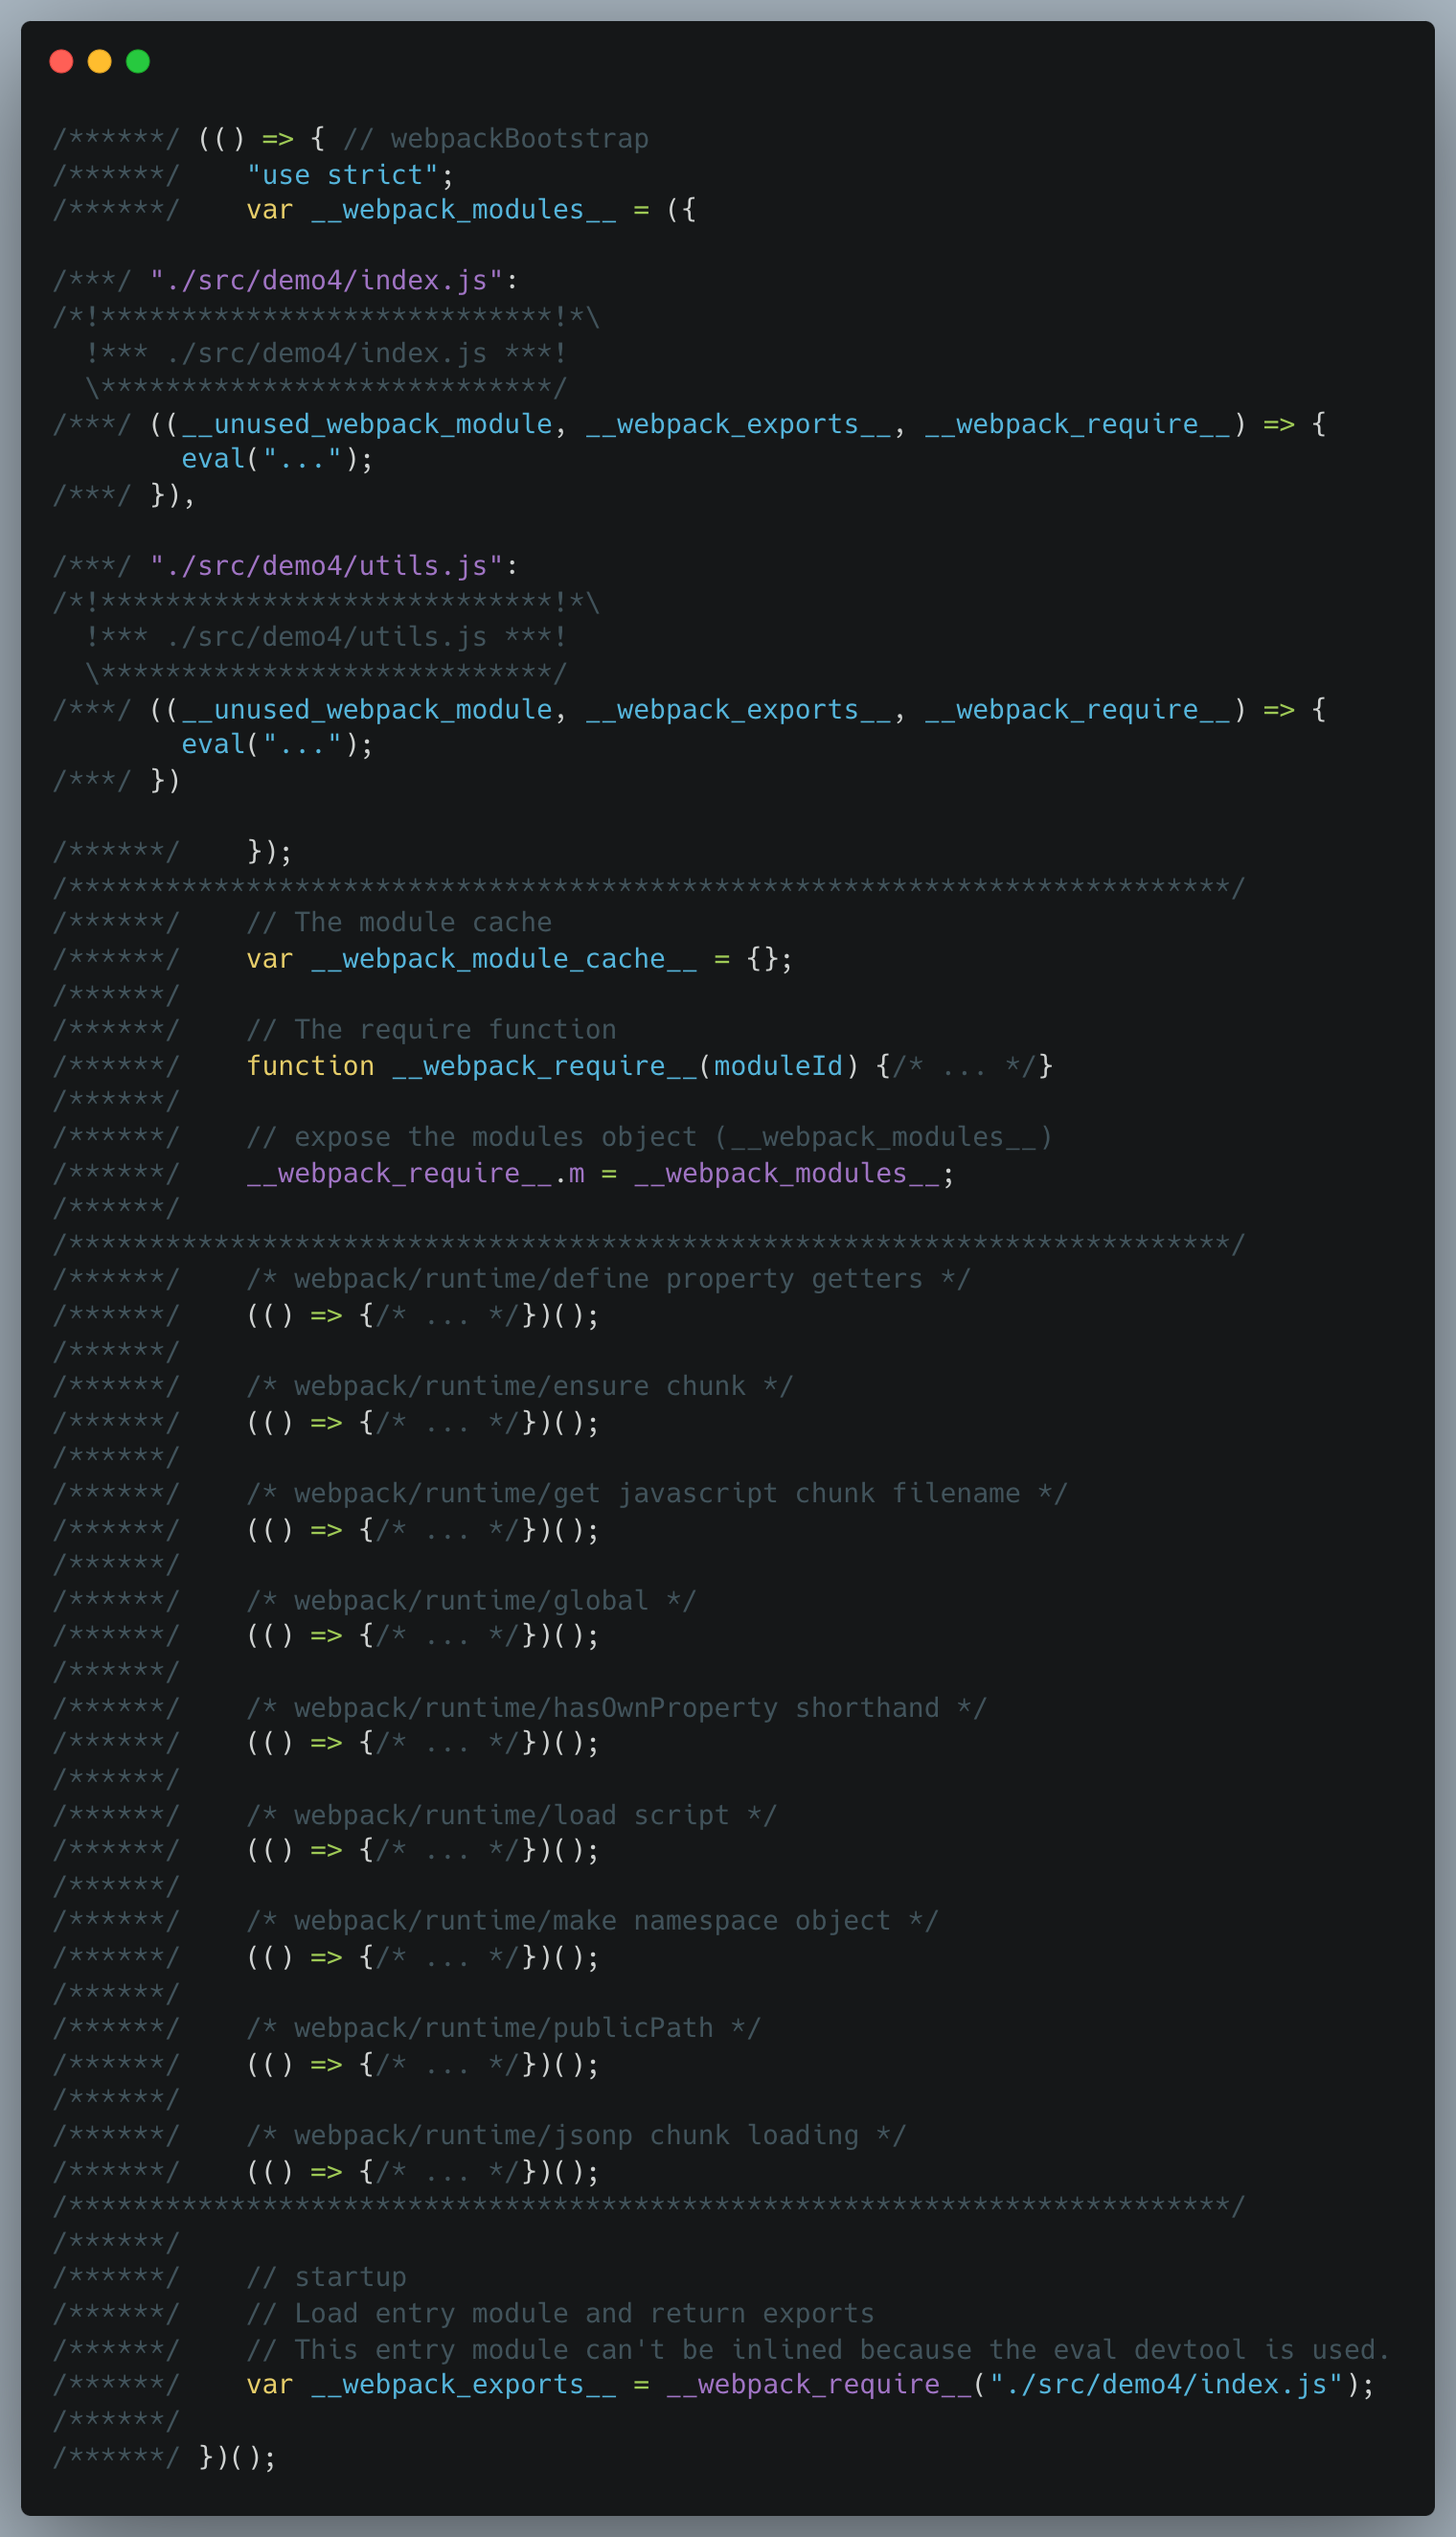 /******/ (() => { // webpackBootstrap
/******/    "use strict";
/******/    var __webpack_modules__ = ({

/***/ "./src/demo4/index.js":
/*!****************************!*\
  !*** ./src/demo4/index.js ***!
  \****************************/
/***/ ((__unused_webpack_module, __webpack_exports__, __webpack_require__) => {
        eval("...");
/***/ }),

/***/ "./src/demo4/utils.js":
/*!****************************!*\
  !*** ./src/demo4/utils.js ***!
  \****************************/
/***/ ((__unused_webpack_module, __webpack_exports__, __webpack_require__) => {
        eval("...");
/***/ })

/******/    });
/************************************************************************/
/******/    // The module cache
/******/    var __webpack_module_cache__ = {};
/******/
/******/    // The require function
/******/    function __webpack_require__(moduleId) {/* ... */}
/******/
/******/    // expose the modules object (__webpack_modules__)
/******/    __webpack_require__.m = __webpack_modules__;
/******/
/************************************************************************/
/******/    /* webpack/runtime/define property getters */
/******/    (() => {/* ... */})();
/******/
/******/    /* webpack/runtime/ensure chunk */
/******/    (() => {/* ... */})();
/******/
/******/    /* webpack/runtime/get javascript chunk filename */
/******/    (() => {/* ... */})();
/******/
/******/    /* webpack/runtime/global */
/******/    (() => {/* ... */})();
/******/
/******/    /* webpack/runtime/hasOwnProperty shorthand */
/******/    (() => {/* ... */})();
/******/
/******/    /* webpack/runtime/load script */
/******/    (() => {/* ... */})();
/******/
/******/    /* webpack/runtime/make namespace object */
/******/    (() => {/* ... */})();
/******/
/******/    /* webpack/runtime/publicPath */
/******/    (() => {/* ... */})();
/******/
/******/    /* webpack/runtime/jsonp chunk loading */
/******/    (() => {/* ... */})();
/************************************************************************/
/******/
/******/    // startup
/******/    // Load entry module and return exports
/******/    // This entry module can't be inlined because the eval devtool is used.
/******/    var __webpack_exports__ = __webpack_require__("./src/demo4/index.js");
/******/
/******/ })();